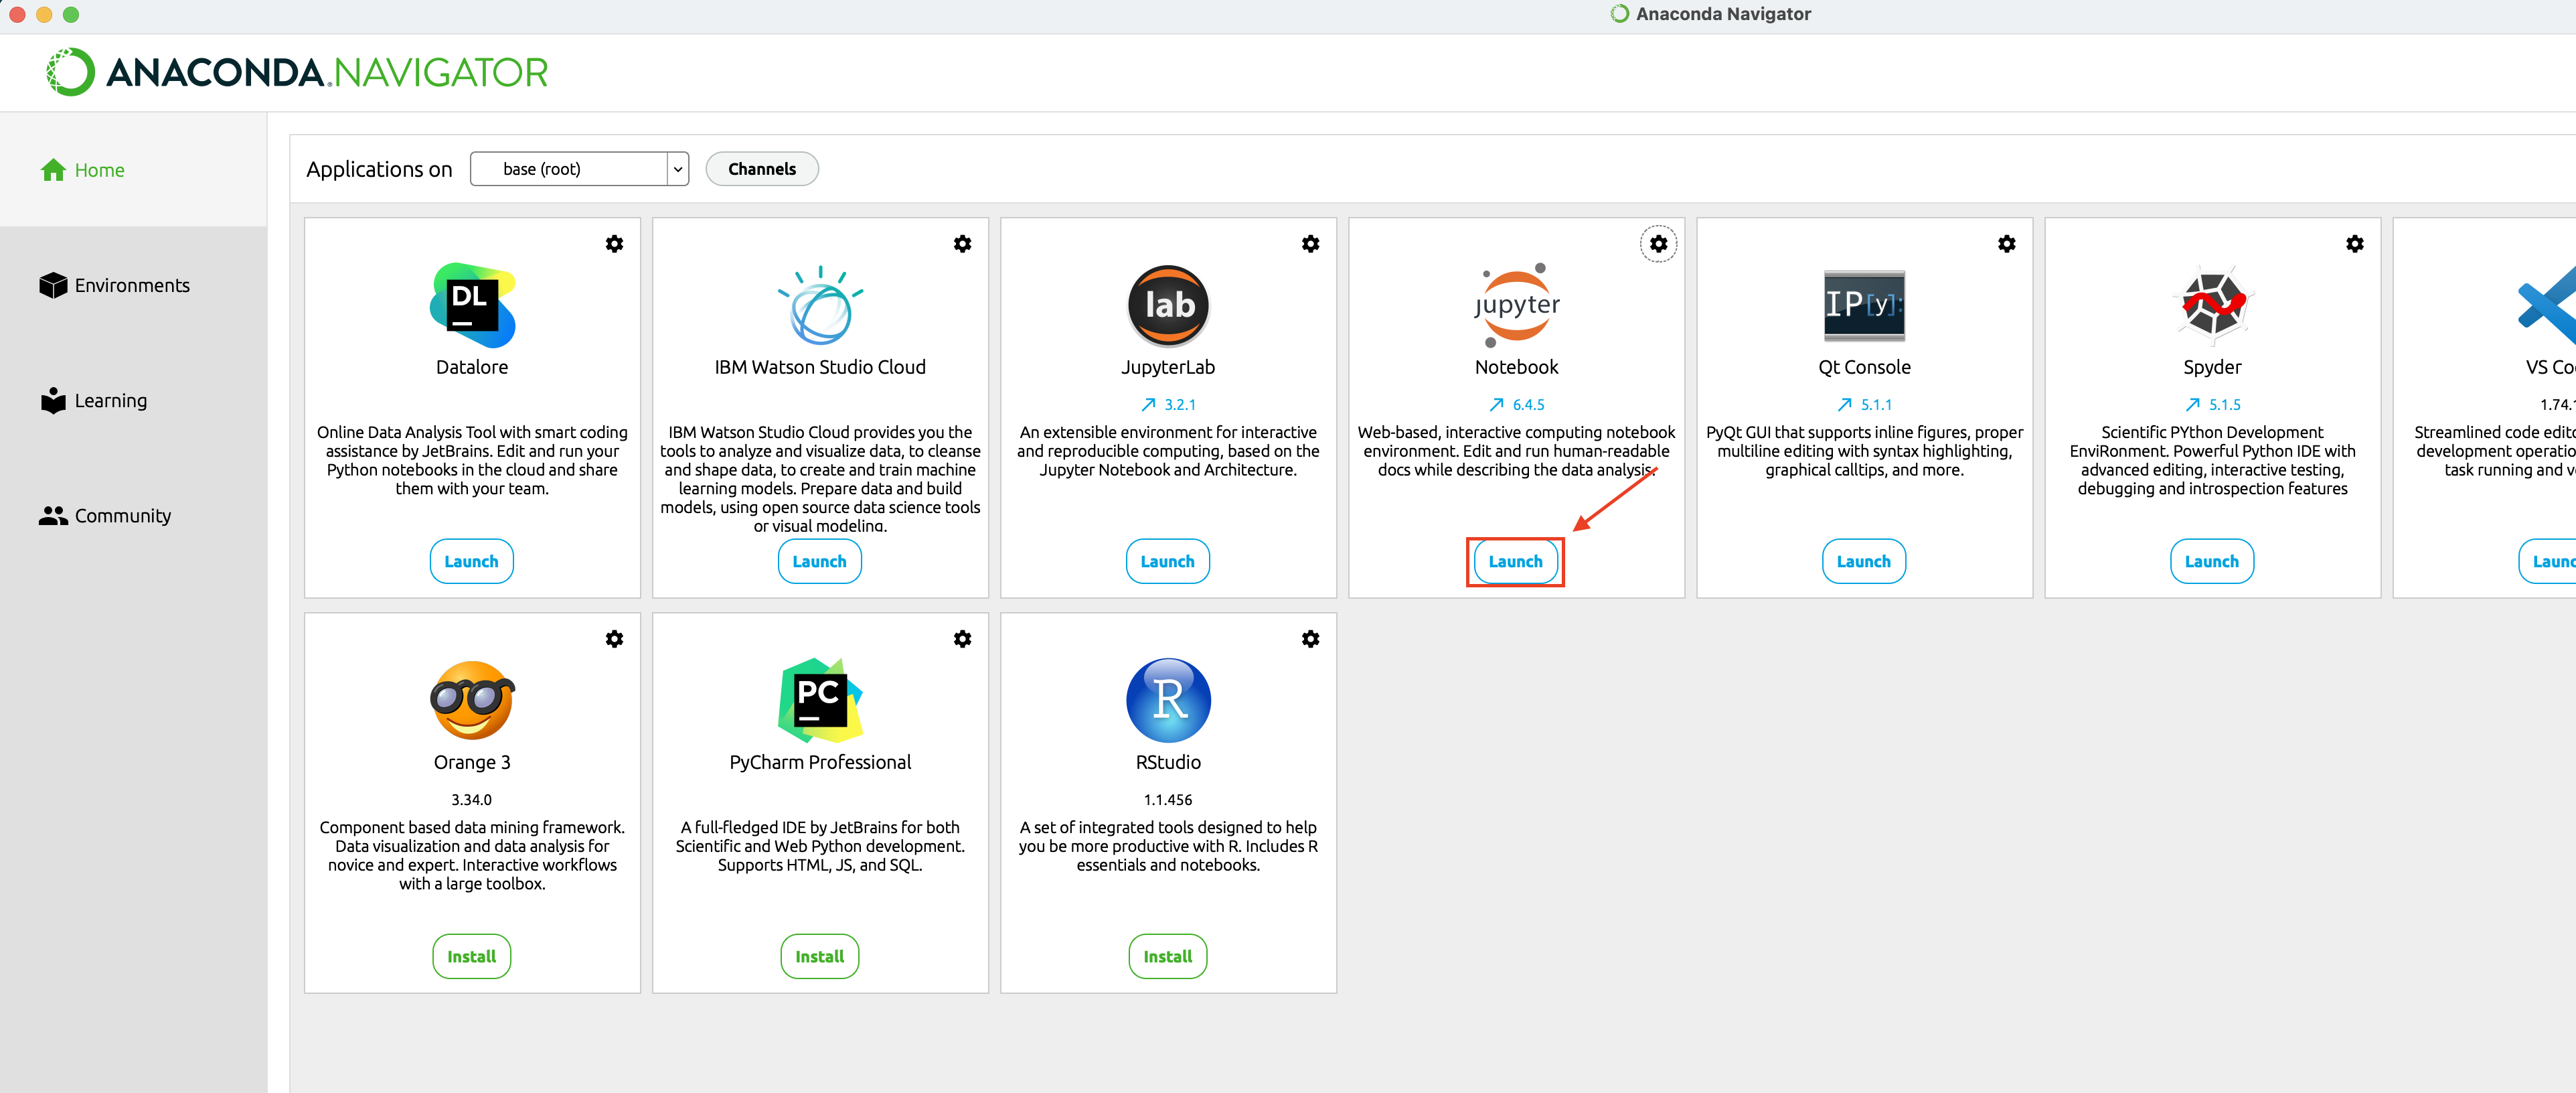 Anaconda Navigator
ANACONDA.NAVIGATOR
Home
Environments
Learning
Community
Applications on
base (root)
Channels
DL
Datalore
Online Data Analysis Tool with smart coding
assistance by JetBrains. Edit and run your
Python notebooks in the cloud and share
them with your team.
Launch
IBM Watson Studio Cloud
IBM Watson Studio Cloud provides you the
tools to analyze and visualize data, to cleanse
and shape data, to create and train machine
learning models. Prepare data and build
models, using open source data science tools
or visual modeling.
Launch
lab
JupyterLab
3.2.1
An extensible environment for interactive
and reproducible computing, based on the
Jupyter Notebook and Architecture.
Launch
jupyter
Notebook
6.4.5
Web-based, interactive computing notebook
environment. Edit and run human-readable
docs while describing the data analysis.
Launch
IP[y]:
Qt Console
5.1.1
PyQt GUI that supports inline figures, proper
multiline editing with syntax highlighting,
graphical calltips, and more.
Launch
Spyder
5.1.5
Scientific PYthon Development
EnviRonment. Powerful Python IDE with
advanced editing, interactive testing,
debugging and introspection features
Launch
VS Co
1.74.1
Streamlined code edito
development operatio
task running and v
Launc
Orange 3
3.34.0
Component based data mining framework.
Data visualization and data analysis for
novice and expert. Interactive workflows
with a large toolbox.
Install
PC
PyCharm Professional
A full-fledged IDE by JetBrains for both
Scientific and Web Python development.
Supports HTML, JS, and SQL.
Install
R
RStudio
1.1.456
A set of integrated tools designed to help
you be more productive with R. Includes R
essentials and notebooks.
Install